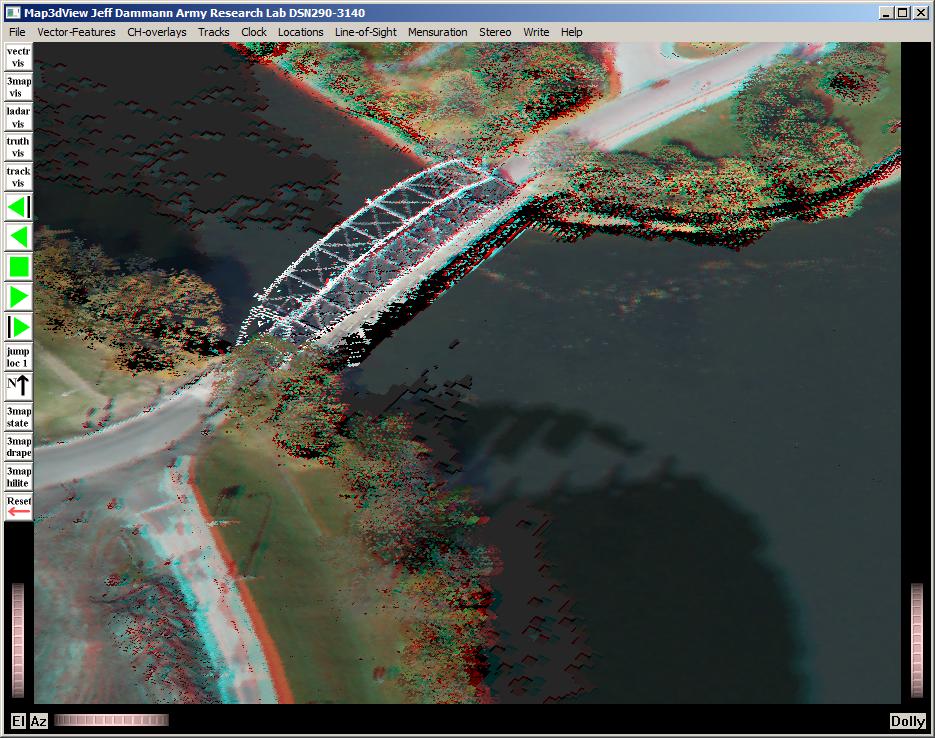 Map3dView Jeff Dammann Army Research Lab DSN290-3140
File Vector-Features CH-overlays Tracks Clock Locations Line-of-Sight Mensuration Stereo Write Help
vectr
vis
3map
vis
ladar
vis
truth
vis
track
vis
jump
loc 1
N
3map
state
3map
drape
3map
hilite
Reset
El Az Dolly